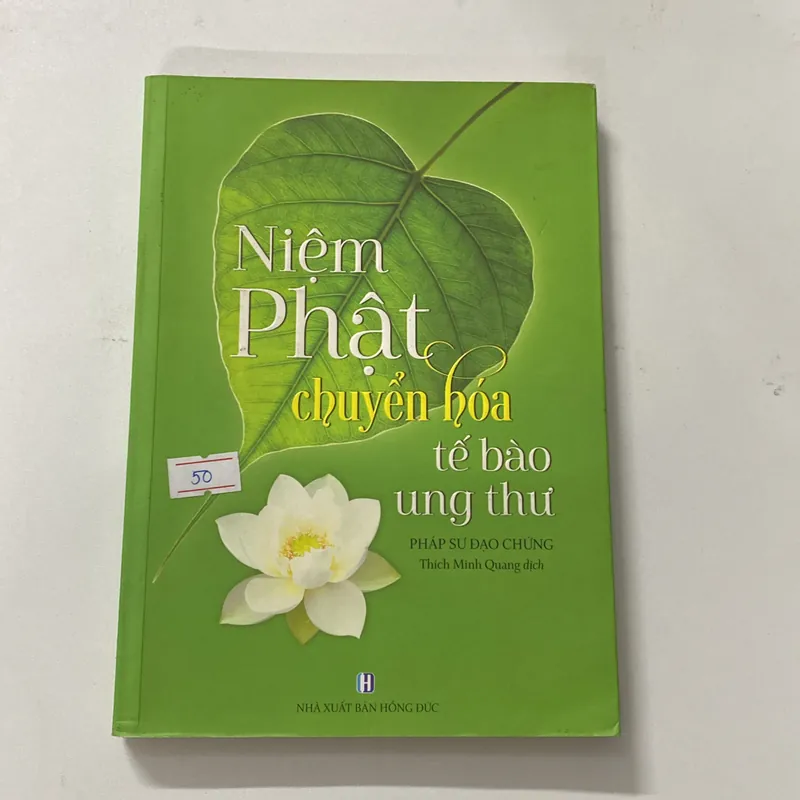 Niệm
Phật
chuyển hóa
tế bào
ung thư
50
PHÁP SƯ ĐẠO CHỨNG
Thích Minh Quang dịch
H
NHÀ XUẤT BẢN HỒNG ĐỨC